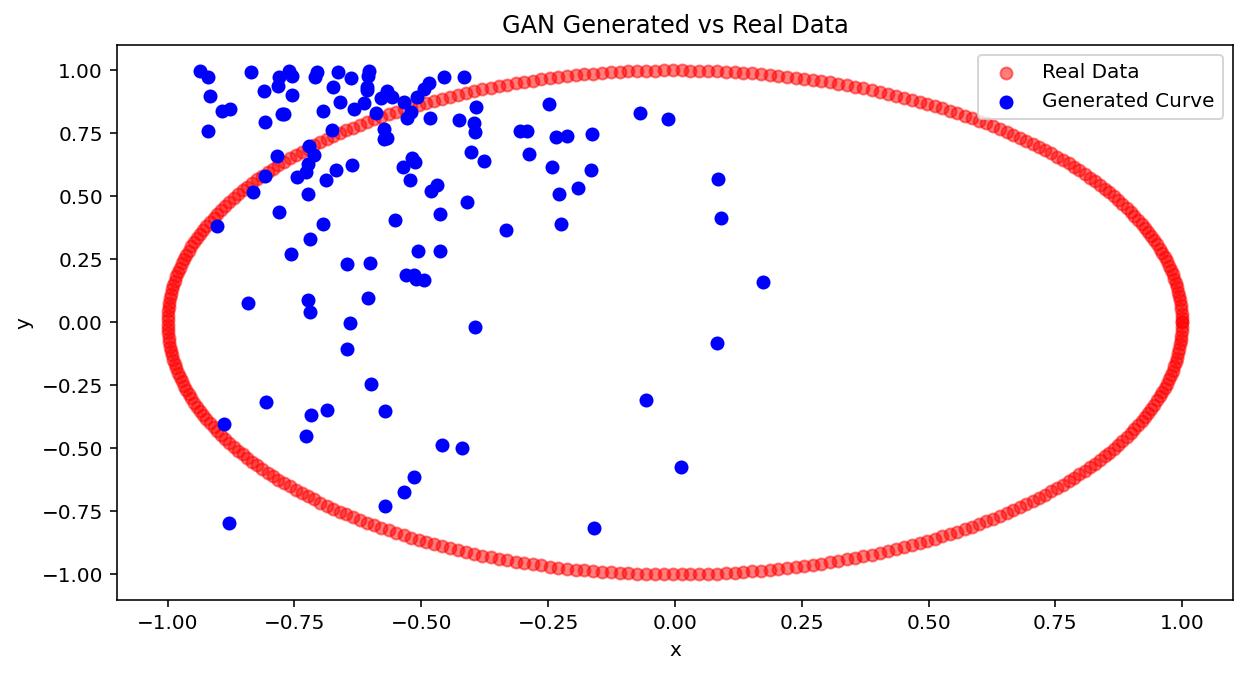 GAN Generated vs Real Data
Real Data
Generated Curve
1.00
0.75
0.50
0.25
0.00
−0.25
−0.50
−0.75
−1.00
y
−1.00 −0.75 −0.50 −0.25 0.00 0.25 0.50 0.75 1.00
x